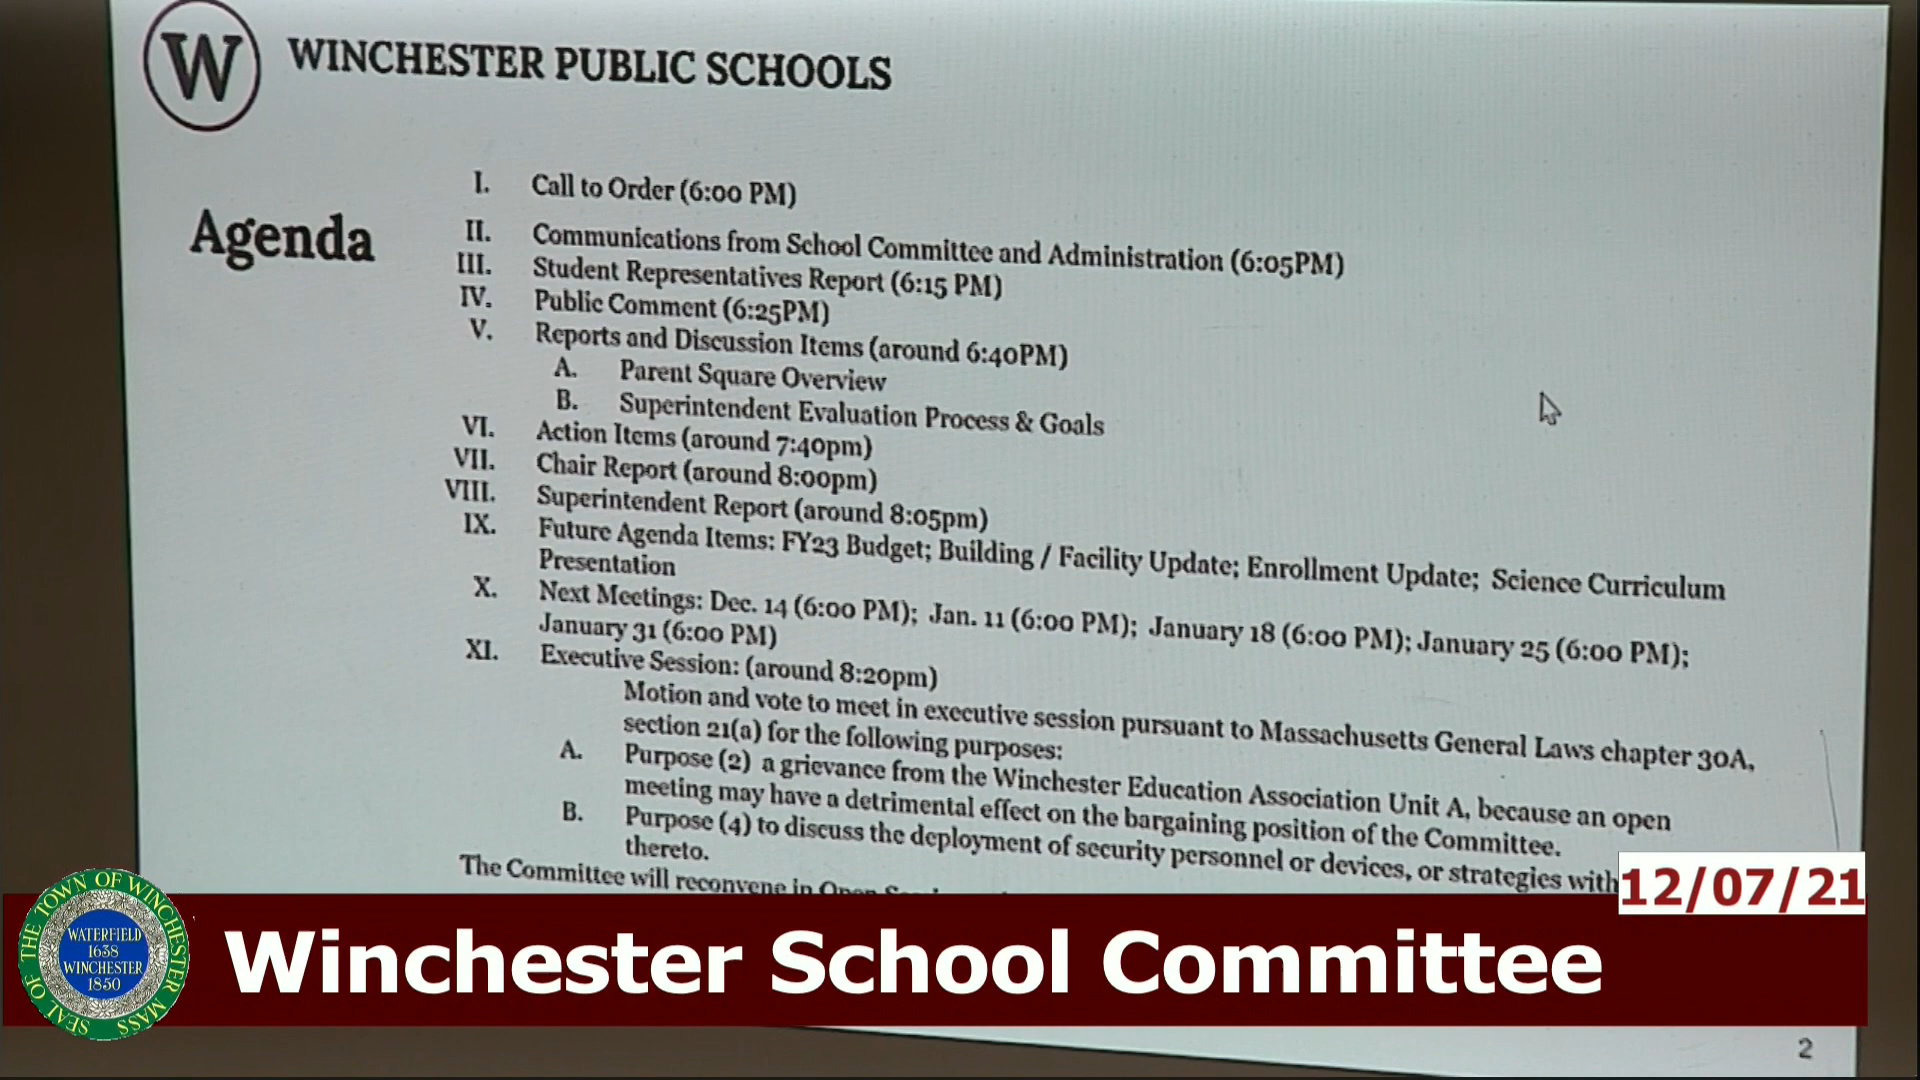 W WINCHESTER PUBLIC SCHOOLS
Agenda
I. Call to Order (6:00 PM)
II. Communications from School Committee and Administration (6:05PM)
III. Student Representatives Report (6:15 PM)
IV. Public Comment (6:25PM)
V. Reports and Discussion Items (around 6:40PM)
A. Parent Square Overview
B. Superintendent Evaluation Process & Goals
VI. Action Items (around 7:40pm)
VII. Chair Report (around 8:00pm)
VIII. Superintendent Report (around 8:05pm)
IX. Future Agenda Items: FY23 Budget; Building / Facility Update; Enrollment Update; Science Curriculum
Presentation
X. Next Meetings: Dec. 14 (6:00 PM); Jan. 11 (6:00 PM); January 18 (6:00 PM); January 25 (6:00 PM);
January 31 (6:00 PM)
XI. Executive Session: (around 8:20pm)
Motion and vote to meet in executive session pursuant to Massachusetts General Laws chapter 30A,
section 21(a) for the following purposes:
A. Purpose (2) a grievance from the Winchester Education Association Unit A, because an open
meeting may have a detrimental effect on the bargaining position of the Committee.
B. Purpose (4) to discuss the deployment of security personnel or devices, or strategies with
thereto.
The Committee will reconvene in
12/07/21
Winchester School Committee
SEAL OF THE TOWN OF WINCHESTER MASS
WATERFIELD
1638
WINCHESTER
1850
2